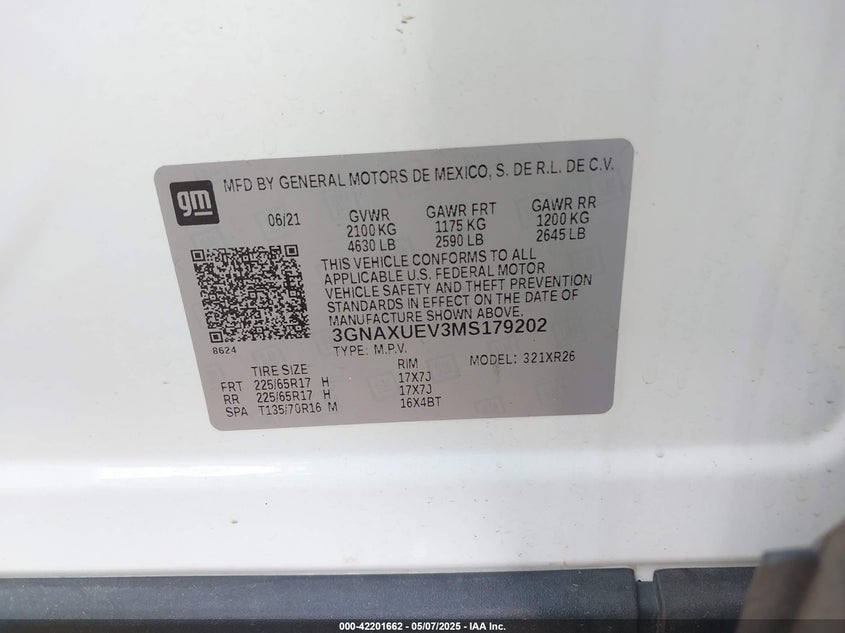 gm
MFD BY GENERAL MOTORS DE MEXICO, S. DE R.L. DE C.V.
06/21 GVWR GAWR FRT GAWR RR
2100 KG 1175 KG 1200 KG
4630 LB 2590 LB 2645 LB
THIS VEHICLE CONFORMS TO ALL
APPLICABLE U.S. FEDERAL MOTOR
VEHICLE SAFETY AND THEFT PREVENTION
STANDARDS IN EFFECT ON THE DATE OF
MANUFACTURE SHOWN ABOVE.
3GNAXUEV3MS179202
8624
TYPE: M.P.V. MODEL: 321XR26
TIRE SIZE RIM
FRT 225/65R17 H 17X7J
RR 225/65R17 H 17X7J
SPA T135/70R16 M 16X4BT
000-42201662 — 05/07/2025 — IAA Inc.